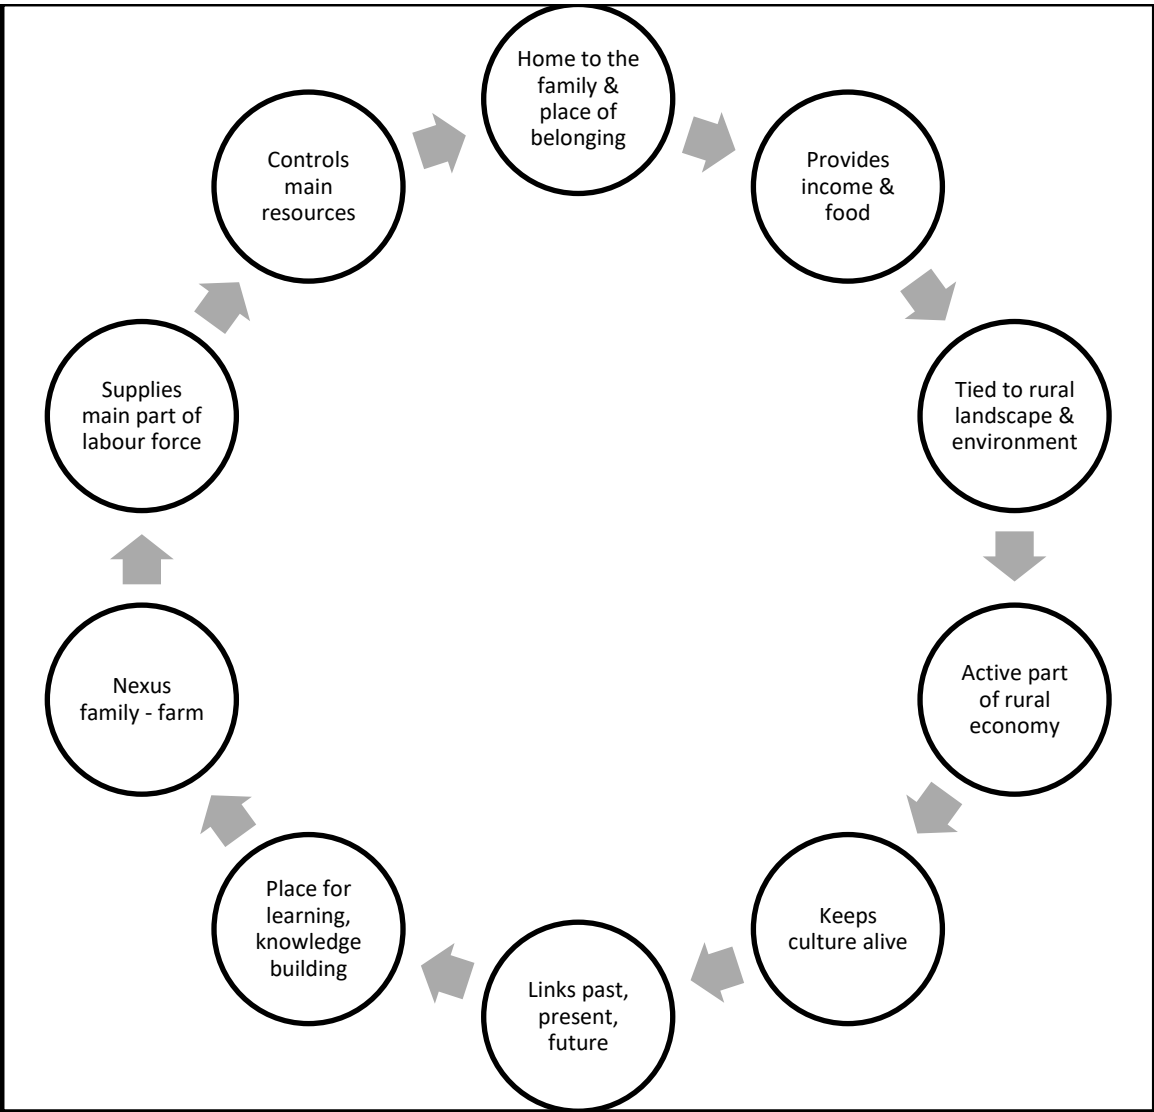 Home to the
family &
place of
belonging
Provides
income &
food
Tied to rural
landscape &
environment
Active part
of rural
economy
Keeps
culture alive
Links past,
present,
future
Place for
learning,
knowledge
building
Nexus
family - farm
Supplies
main part of
labour force
Controls
main
resources